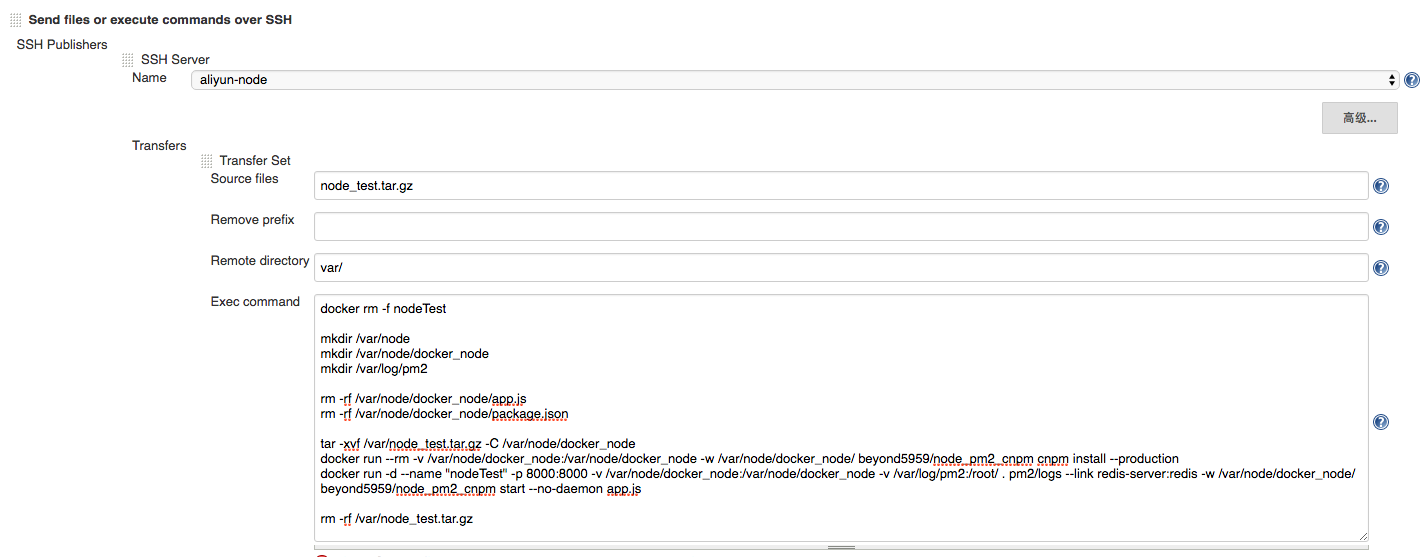 Send files or execute commands over SSH
SSH Publishers
SSH Server
Name
aliyun-node
高级...
Transfers
Transfer Set
Source files
node_test.tar.gz
Remove prefix
Remote directory
var/
Exec command
docker rm -f nodeTest
mkdir /var/node
mkdir /var/node/docker_node
mkdir /var/log/pm2
rm -rf /var/node/docker_node/app.js
rm -rf /var/node/docker_node/package.json
tar -xvf /var/node_test.tar.gz -C /var/node/docker_node
docker run --rm -v /var/node/docker_node:/var/node/docker_node -w /var/node/docker_node/ beyond5959/node_pm2_cnpm cnpm install --production
docker run -d --name "nodeTest" -p 8000:8000 -v /var/node/docker_node:/var/node/docker_node -v /var/log/pm2:/root/ . pm2/logs --link redis-server:redis -w /var/node/docker_node/
beyond5959/node_pm2_cnpm start --no-daemon app.js
rm -rf /var/node_test.tar.gz